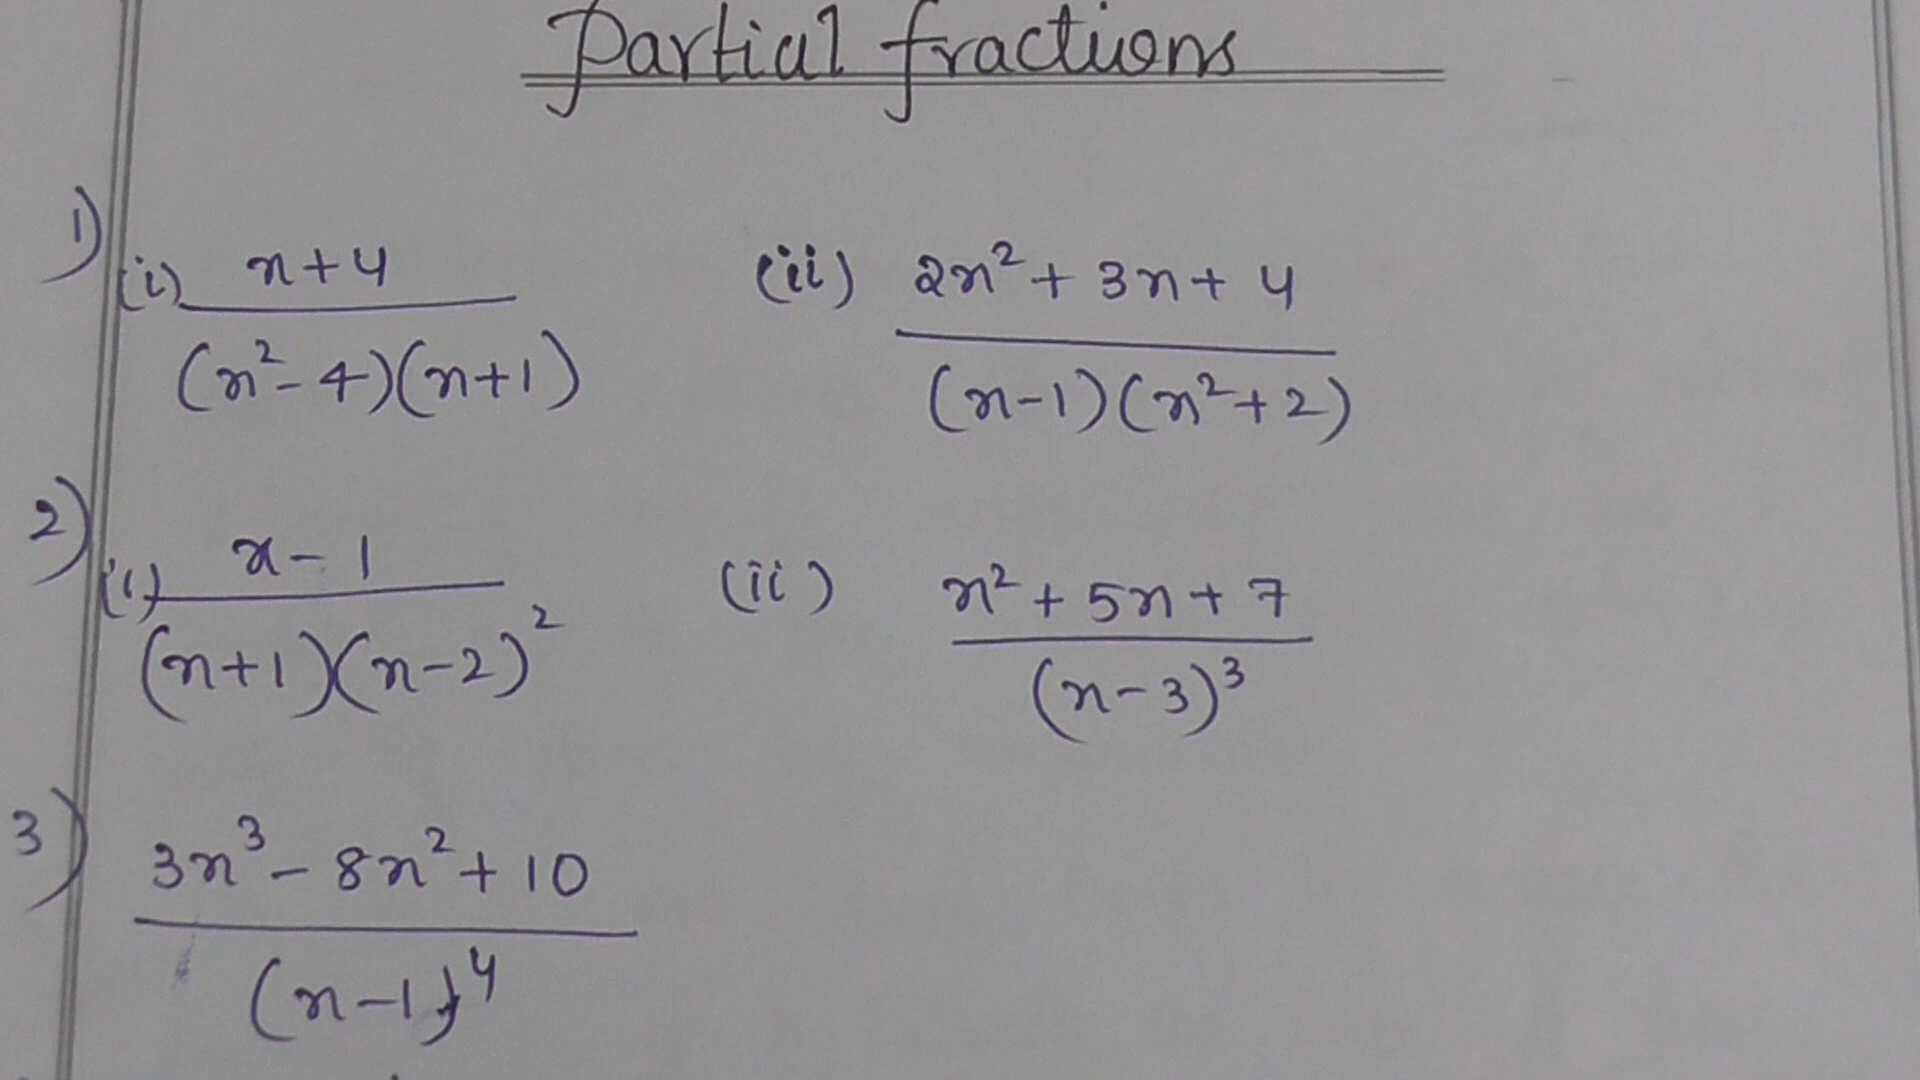 Partial fractions
1) (i) x+4 / (x²-4)(x+1) (ii) 2x²+3x+4 / (x-1)(x²+2)
2) (i) x-1 / (x+1)(x-2)² (ii) x²+5x+7 / (x-3)³
3) 3x³-8x²+10 / (x-1)⁴